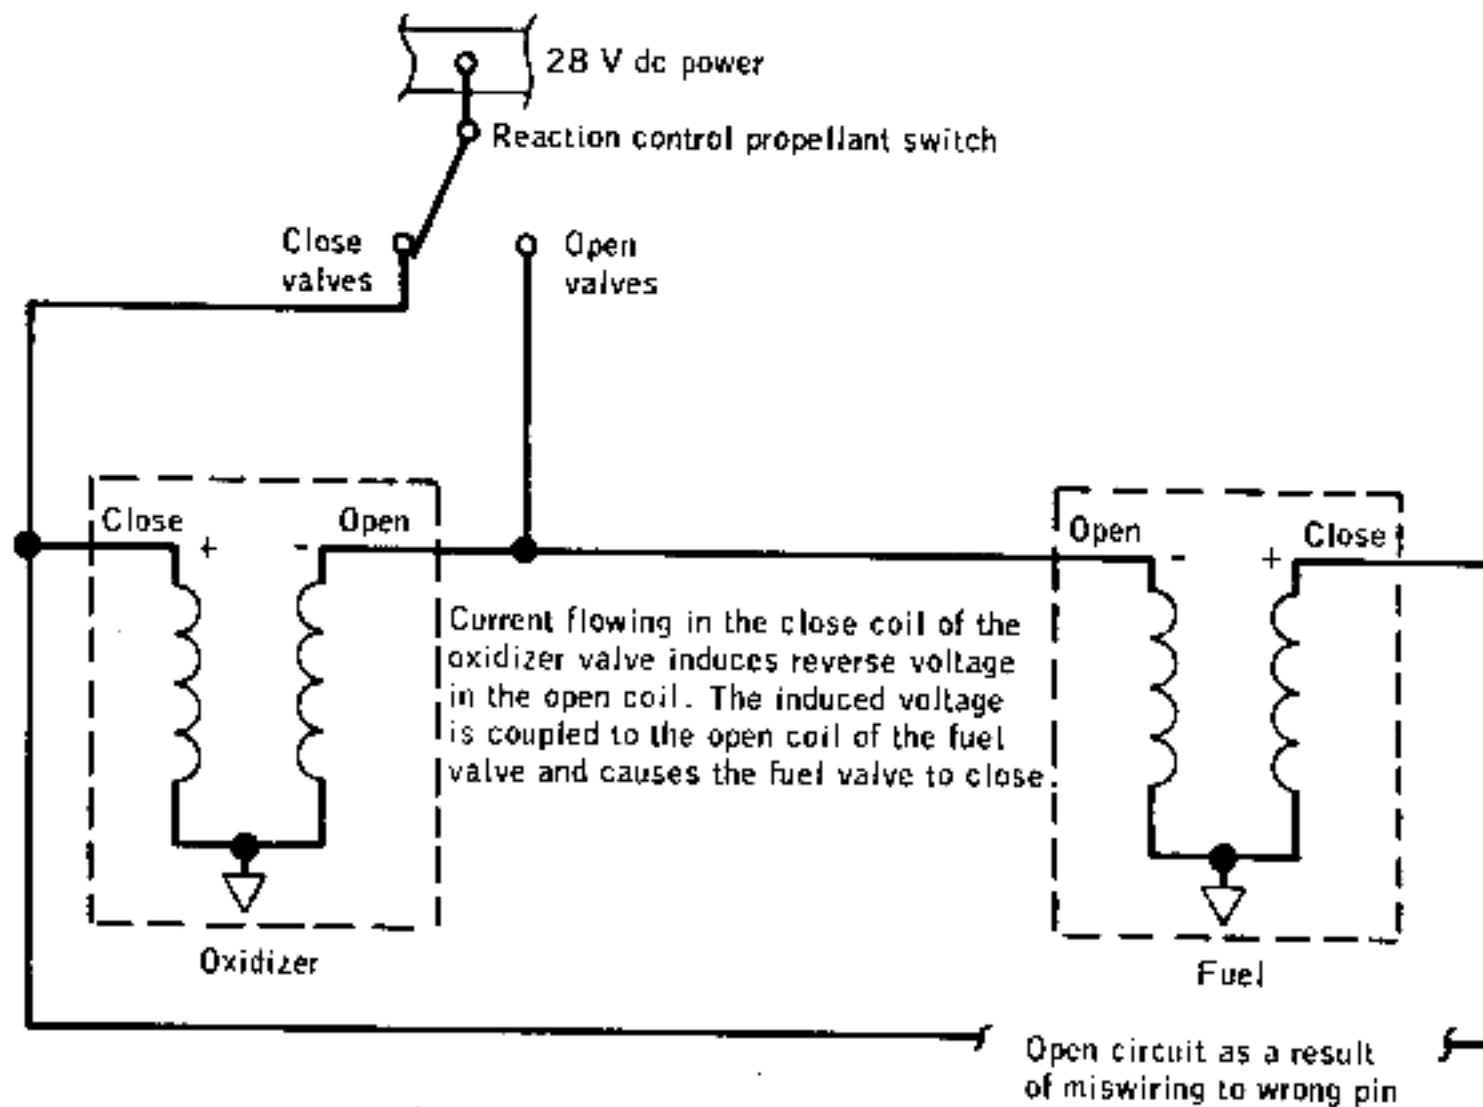 28 V dc power
Reaction control propellant switch
Close
valves
Open
valves
Close
+
-
Open
Open
-
+
Close
Current flowing in the close coil of the
oxidizer valve induces reverse voltage
in the open coil. The induced voltage
is coupled to the open coil of the fuel
valve and causes the fuel valve to close.
Oxidizer
Fuel
Open circuit as a result
of miswiring to wrong pin